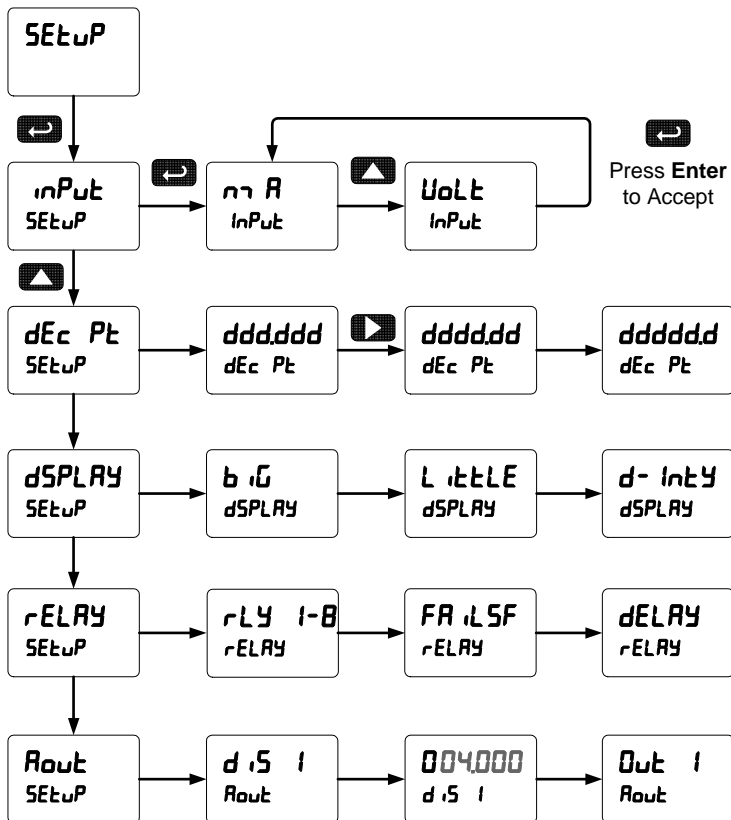 SEtuP
inPut
SEtuP
mA
InPut
VoLt
InPut
Press Enter
to Accept
dEc Pt
SEtuP
ddd.ddd
dEc Pt
dddd.dd
dEc Pt
ddddd.d
dEc Pt
dSPLAY
SEtuP
biG
dSPLAY
LittLE
dSPLAY
d-IntY
dSPLAY
rELAY
SEtuP
rLY 1-8
rELAY
FAiLSF
rELAY
dELAY
rELAY
Aout
SEtuP
diS 1
Aout
004.000
diS 1
Out 1
Aout